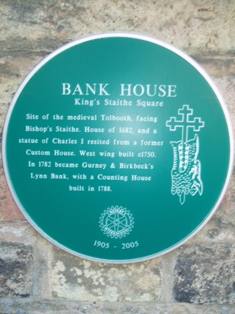 BANK HOUSE
King's Staithe Square
Site of the medieval Tolbooth, facing
Bishop's Staithe. House of 1682, and a
statue of Charles I resited from a former
Custom House. West wing built c1750.
In 1782 became Gurney & Birkbeck's
Lynn Bank, with a Counting House
built in 1788.
1905 - 2005